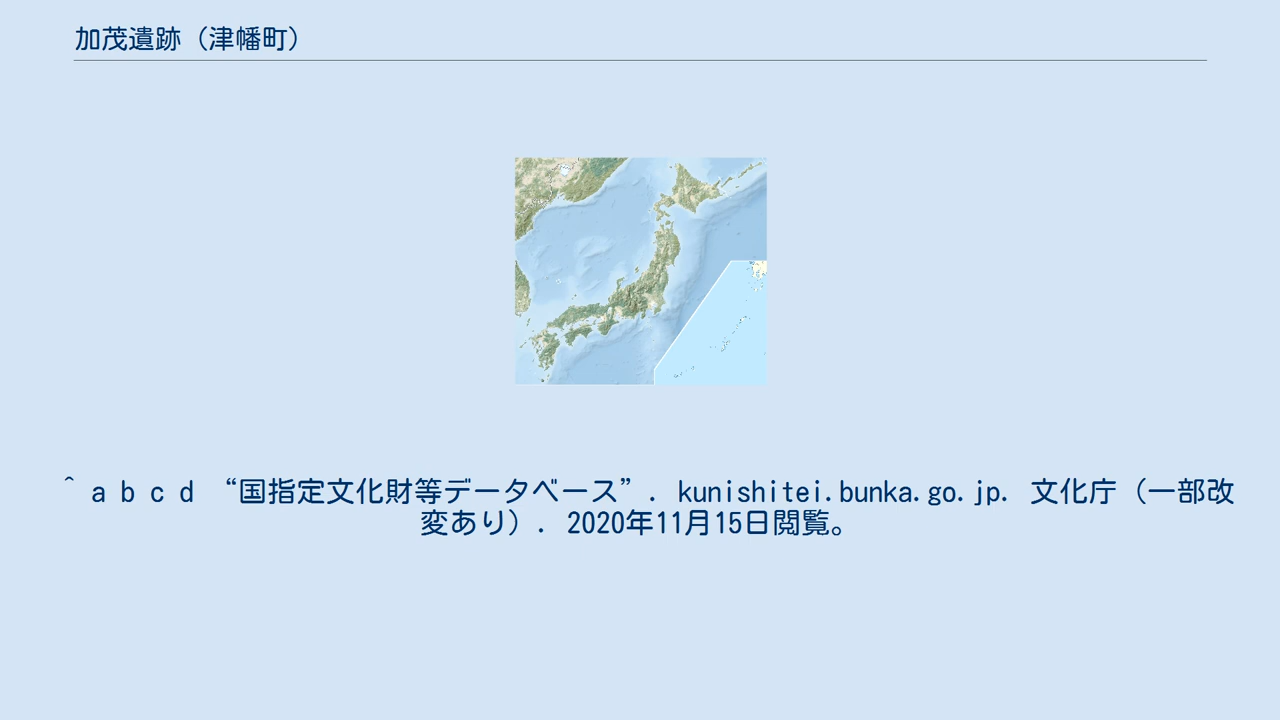 加茂遺跡（津幡町）
^ a b c d “国指定文化財等データベース”. kunishitei.bunka.go.jp. 文化庁（一部改
変あり）. 2020年11月15日閲覧。